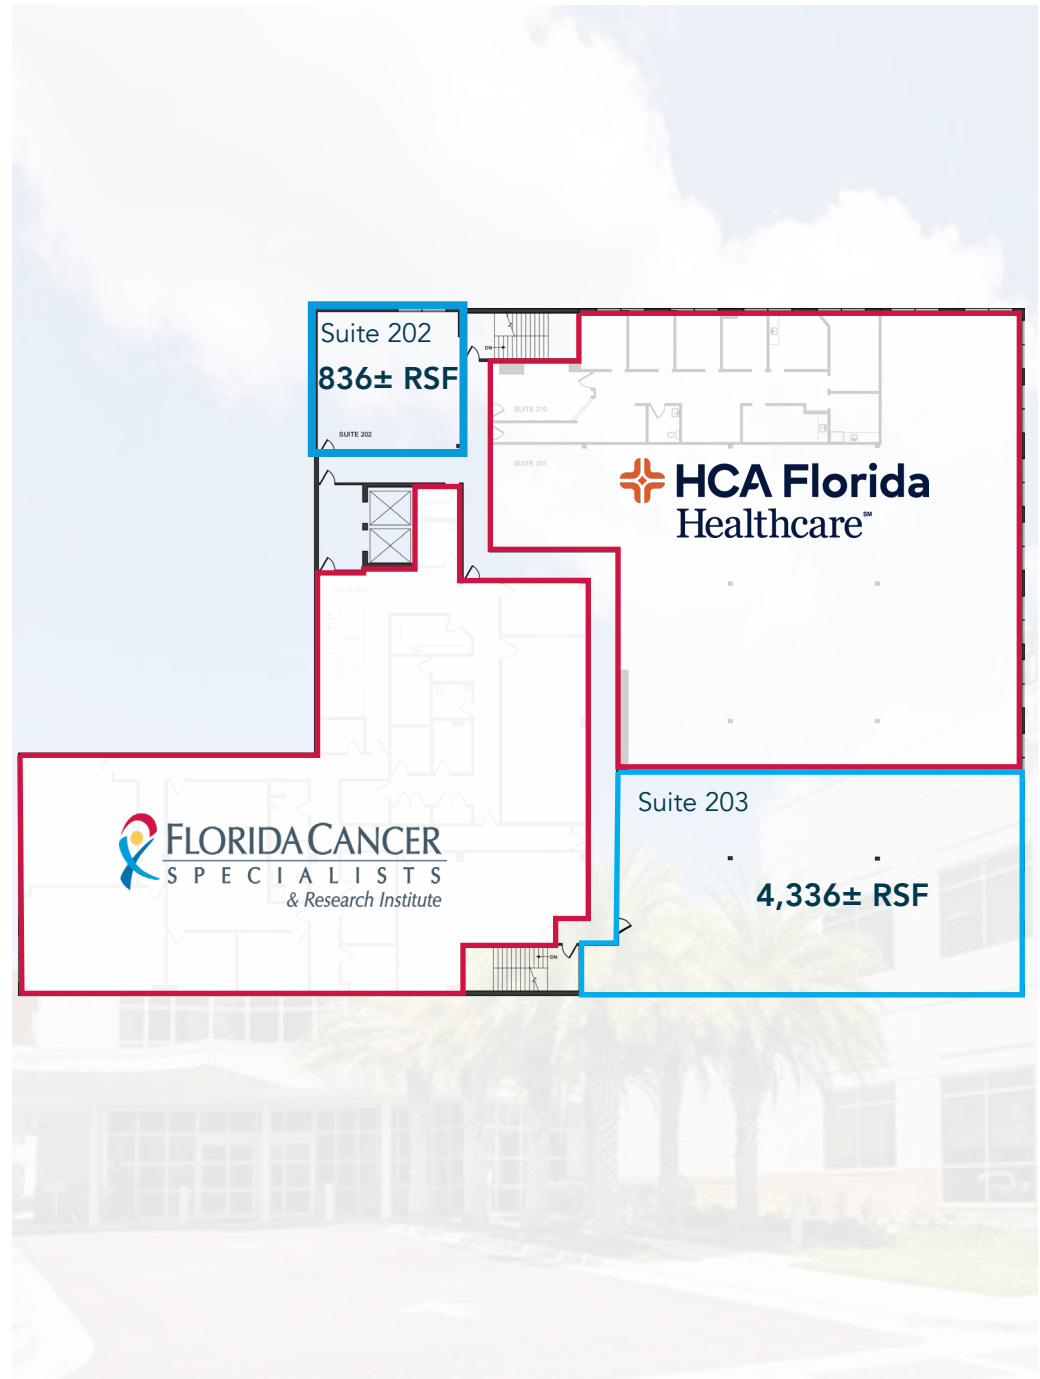 Suite 202
836± RSF
SUITE 202
DN
SUITE 210
SUITE 201
HCA Florida
Healthcare℠
FLORIDA CANCER
SPECIALISTS
& Research Institute
Suite 203
4,336± RSF
DN